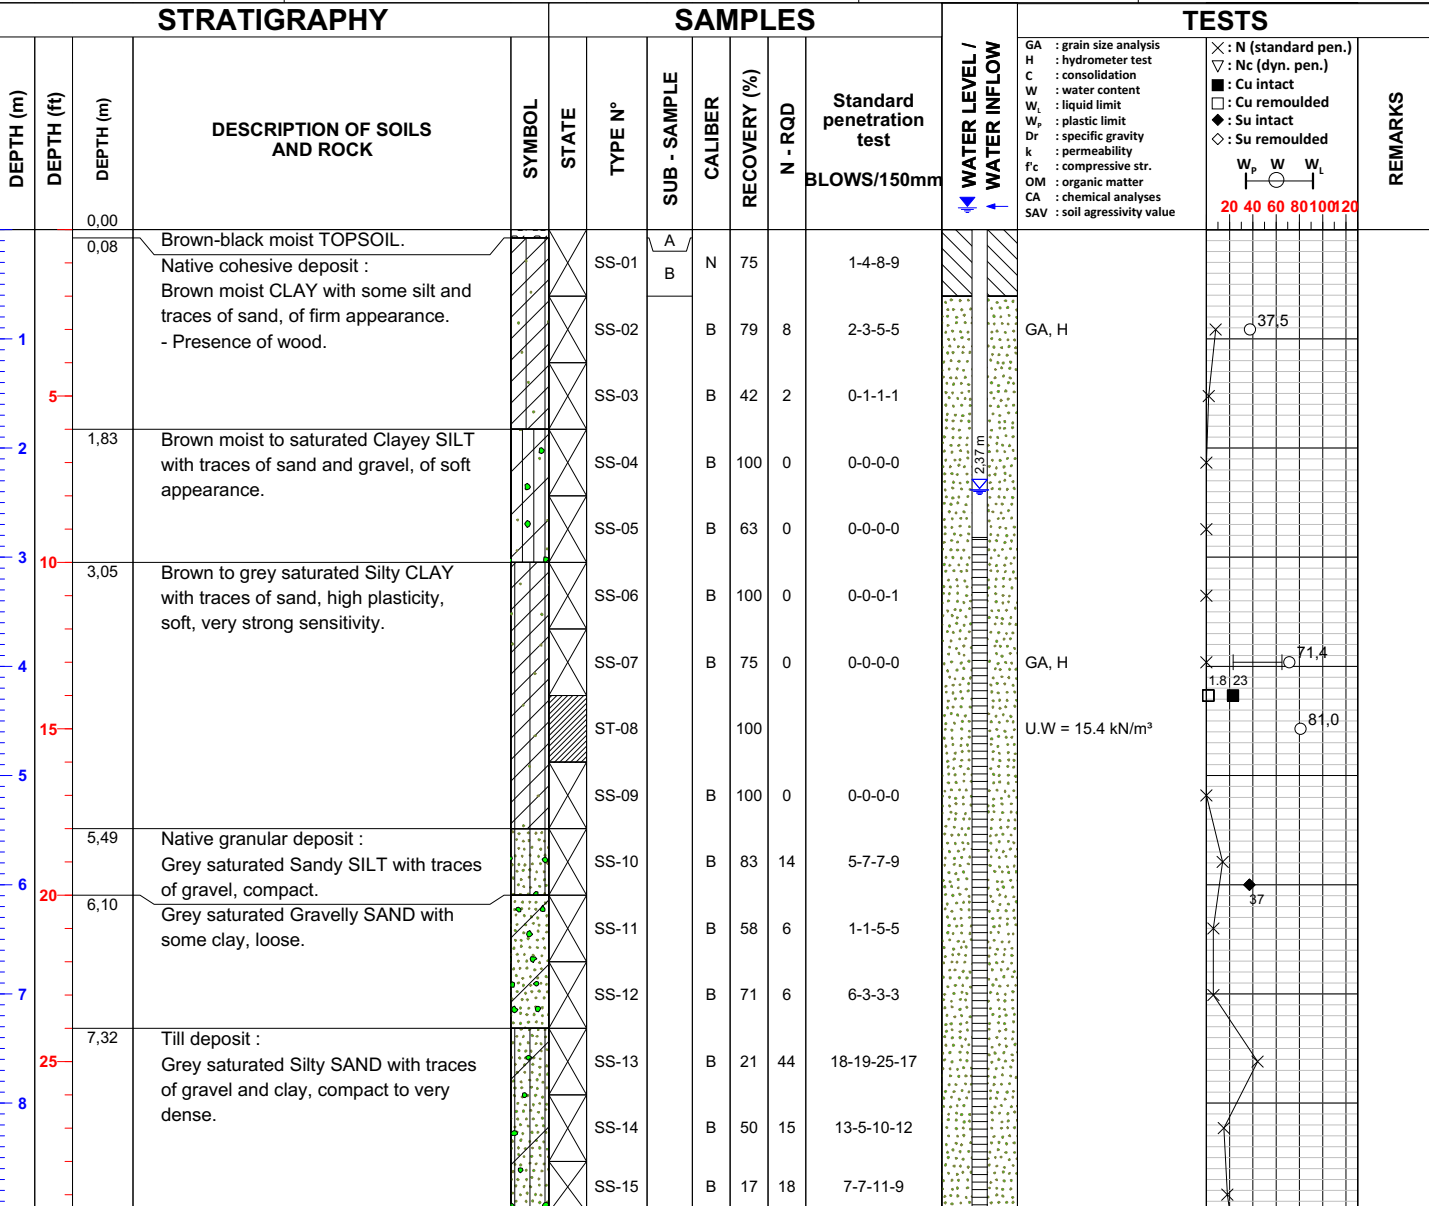 STRATIGRAPHY
SAMPLES
TESTS
DEPTH (m)
DEPTH (ft)
DEPTH (m)
DESCRIPTION OF SOILS
AND ROCK
SYMBOL
STATE
TYPE N°
SUB - SAMPLE
CALIBER
RECOVERY (%)
N - RQD
Standard
penetration
test
BLOWS/150mm
WATER LEVEL /
WATER INFLOW
GA : grain size analysis
H : hydrometer test
C : consolidation
W : water content
WL : liquid limit
WP : plastic limit
Dr : specific gravity
k : permeability
f'c : compressive str.
OM : organic matter
CA : chemical analyses
SAV : soil agressivity value
: N (standard pen.)
: Nc (dyn. pen.)
: Cu intact
: Cu remoulded
: Su intact
: Su remoulded
WP W WL
20 40 60 80 100 120
REMARKS
0,00
0,08 Brown-black moist TOPSOIL.
Native cohesive deposit :
Brown moist CLAY with some silt and
traces of sand, of firm appearance.
- Presence of wood.
A
B
SS-01 N 75 1-4-8-9
SS-02 B 79 8 2-3-5-5 GA, H 37,5
1
SS-03 B 42 2 0-1-1-1
5
1,83 Brown moist to saturated Clayey SILT
with traces of sand and gravel, of soft
appearance.
2
SS-04 B 100 0 0-0-0-0
2,37 m
SS-05 B 63 0 0-0-0-0
3
10
3,05 Brown to grey saturated Silty CLAY
with traces of sand, high plasticity,
soft, very strong sensitivity.
SS-06 B 100 0 0-0-0-1
SS-07 B 75 0 0-0-0-0 GA, H 71,4
4
1.8 23
15
ST-08 100 U.W = 15.4 kN/m³ 81,0
5
SS-09 B 100 0 0-0-0-0
5,49 Native granular deposit :
Grey saturated Sandy SILT with traces
of gravel, compact.
SS-10 B 83 14 5-7-7-9
6
37
20
6,10 Grey saturated Gravelly SAND with
some clay, loose.
SS-11 B 58 6 1-1-5-5
7
SS-12 B 71 6 6-3-3-3
7,32 Till deposit :
Grey saturated Silty SAND with traces
of gravel and clay, compact to very
dense.
25
SS-13 B 21 44 18-19-25-17
8
SS-14 B 50 15 13-5-10-12
SS-15 B 17 18 7-7-11-9